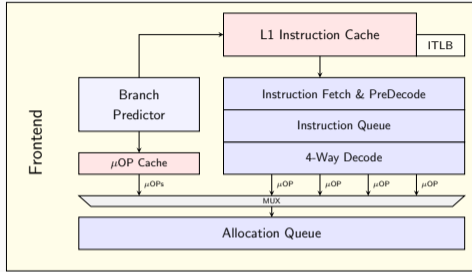 L1 Instruction Cache
ITLB
Frontend
Branch
Predictor
Instruction Fetch & PreDecode
Instruction Queue
4-Way Decode
μOP Cache
μOPs
μOP
μOP
μOP
μOP
MUX
Allocation Queue